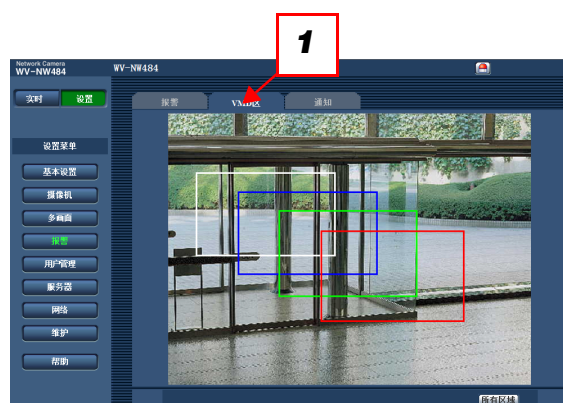 1
Network Camera
WV-NW484
WV-NW484
实时 设置
报警 VMD区 通知
设置菜单
基本设置
摄像机
多画面
报警
用户管理
服务器
网络
维护
帮助
所有区域